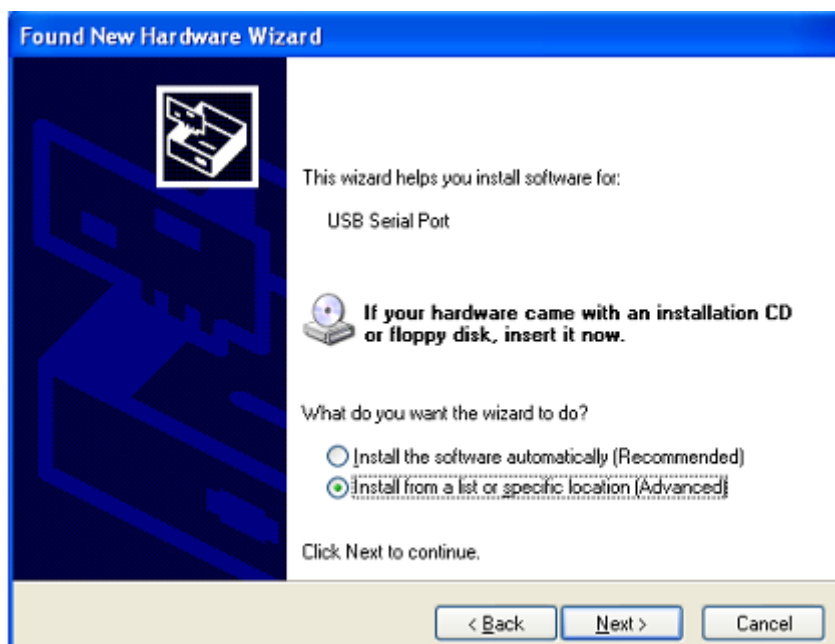 Found New Hardware Wizard
This wizard helps you install software for:
USB Serial Port
If your hardware came with an installation CD
or floppy disk, insert it now.
What do you want the wizard to do?
Install the software automatically (Recommended)
Install from a list or specific location (Advanced)
Click Next to continue.
< Back
Next >
Cancel